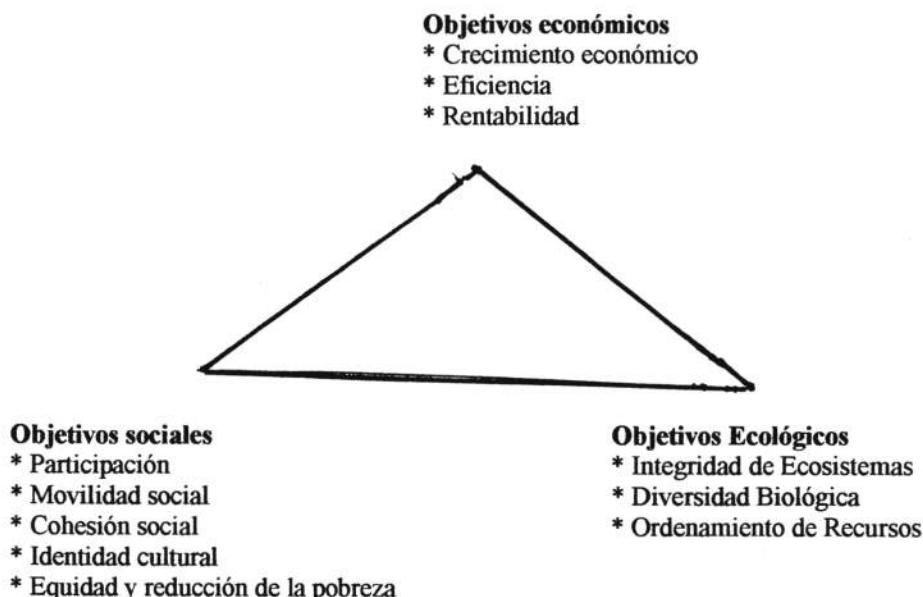 Objetivos económicos
* Crecimiento económico
* Eficiencia
* Rentabilidad
Objetivos sociales
* Participación
* Movilidad social
* Cohesión social
* Identidad cultural
* Equidad y reducción de la pobreza
Objetivos Ecológicos
* Integridad de Ecosistemas
* Diversidad Biológica
* Ordenamiento de Recursos